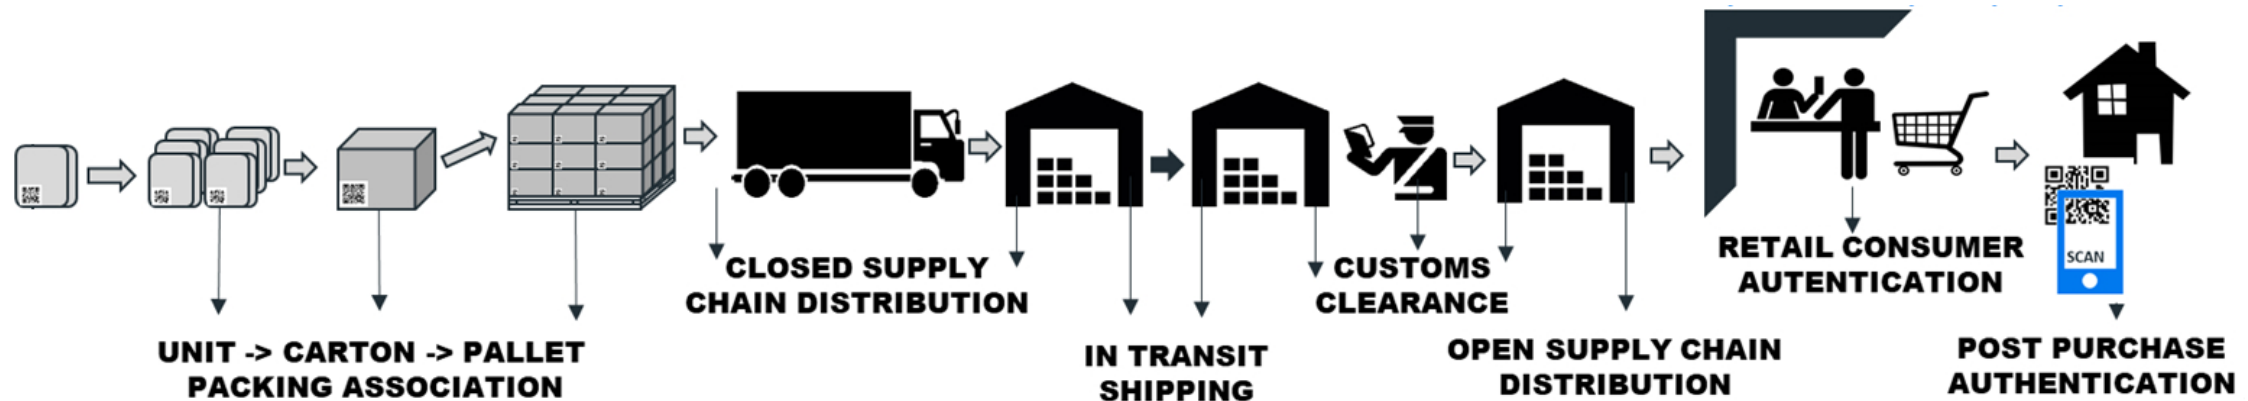 UNIT -> CARTON -> PALLET
PACKING ASSOCIATION
CLOSED SUPPLY
CHAIN DISTRIBUTION
IN TRANSIT
SHIPPING
CUSTOMS
CLEARANCE
OPEN SUPPLY CHAIN
DISTRIBUTION
RETAIL CONSUMER
AUTENTICATION
SCAN
POST PURCHASE
AUTHENTICATION